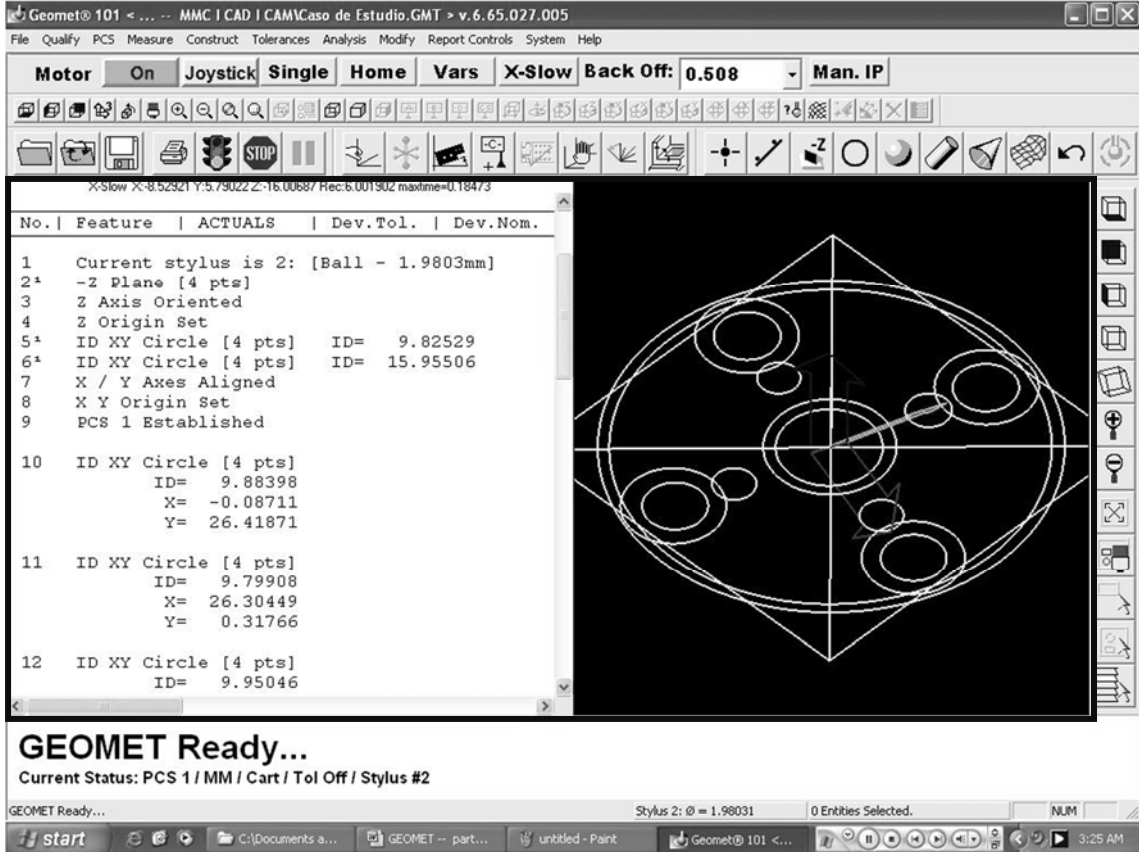 Geomet® 101 < ... -- MMC I CAD I CAM\Caso de Estudio.GMT > v.6.65.027.005
File Qualify PCS Measure Construct Tolerances Analysis Modify Report Controls System Help
Motor On Joystick Single Home Vars X-Slow Back Off: 0.508 Man. IP
STOP -C- -Z
X-Slow X:-8.52921 Y:5.79022 Z:-16.00687 Rec:6.001902 maxtime=0.18473
No.| Feature | ACTUALS | Dev.Tol. | Dev.Nom.
1 Current stylus is 2: [Ball - 1.9803mm]
2¹ -Z Plane [4 pts]
3 Z Axis Oriented
4 Z Origin Set
5¹ ID XY Circle [4 pts] ID= 9.82529
6¹ ID XY Circle [4 pts] ID= 15.95506
7 X / Y Axes Aligned
8 X Y Origin Set
9 PCS 1 Established
10 ID XY Circle [4 pts]
ID= 9.88398
X= -0.08711
Y= 26.41871
11 ID XY Circle [4 pts]
ID= 9.79908
X= 26.30449
Y= 0.31766
12 ID XY Circle [4 pts]
ID= 9.95046
GEOMET Ready...
Current Status: PCS 1 / MM / Cart / Tol Off / Stylus #2
GEOMET Ready... Stylus 2: Ø = 1.98031 0 Entities Selected. NUM
start C:\Documents a... GEOMET -- part... untitled - Paint Geomet® 101 <... 3:25 AM